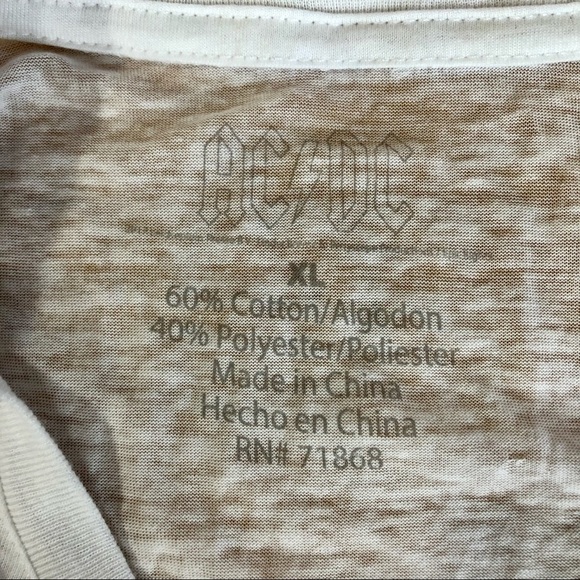 AC/DC
XL
60% Cotton/Algodon
40% Polyester/Poliester
Made in China
Hecho en China
RN# 71868